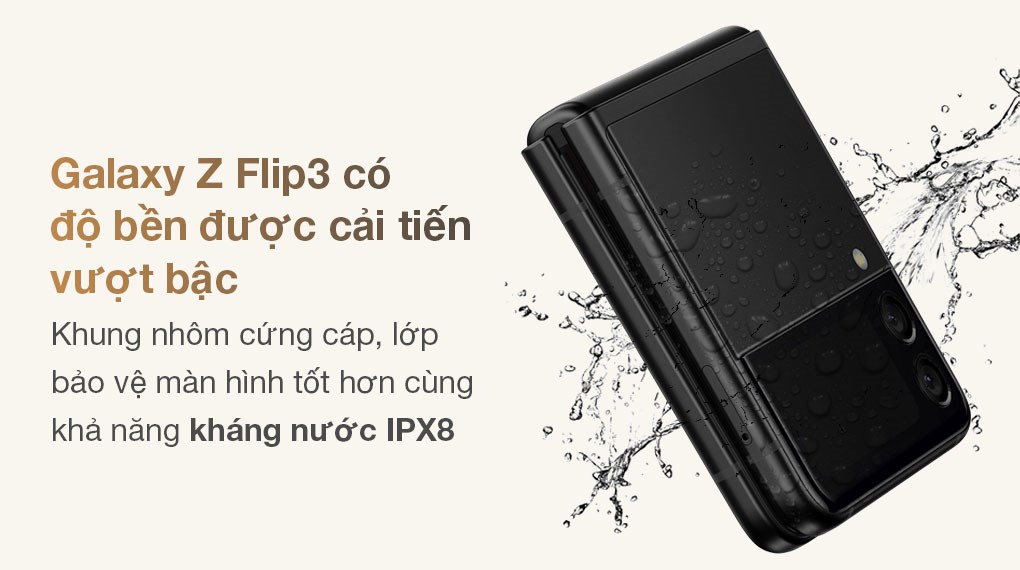 Galaxy Z Flip3 có
độ bền được cải tiến
vượt bậc
Khung nhôm cứng cáp, lớp
bảo vệ màn hình tốt hơn cùng
khả năng kháng nước IPX8